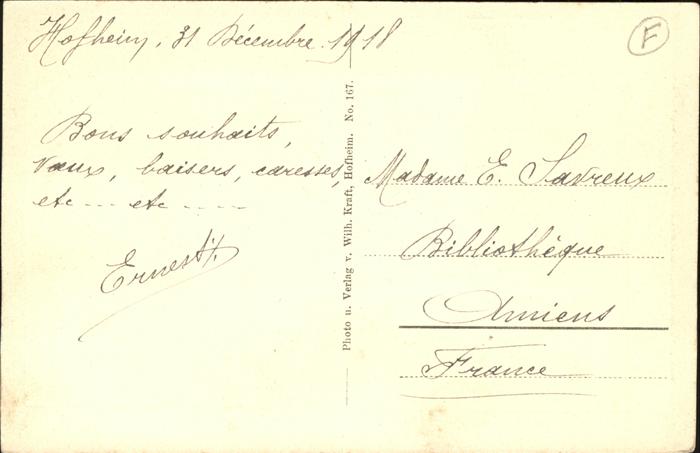 Hofheim, 31 Décembre 1918
F
Bons souhaits,
vœux, baisers, caresses,
etc ... etc ....
Ernest
Photo u. Verlag v. Wilh. Kraft, Hofheim. No. 167.
Madame E. Savreux
Bibliothèque
Amiens
France